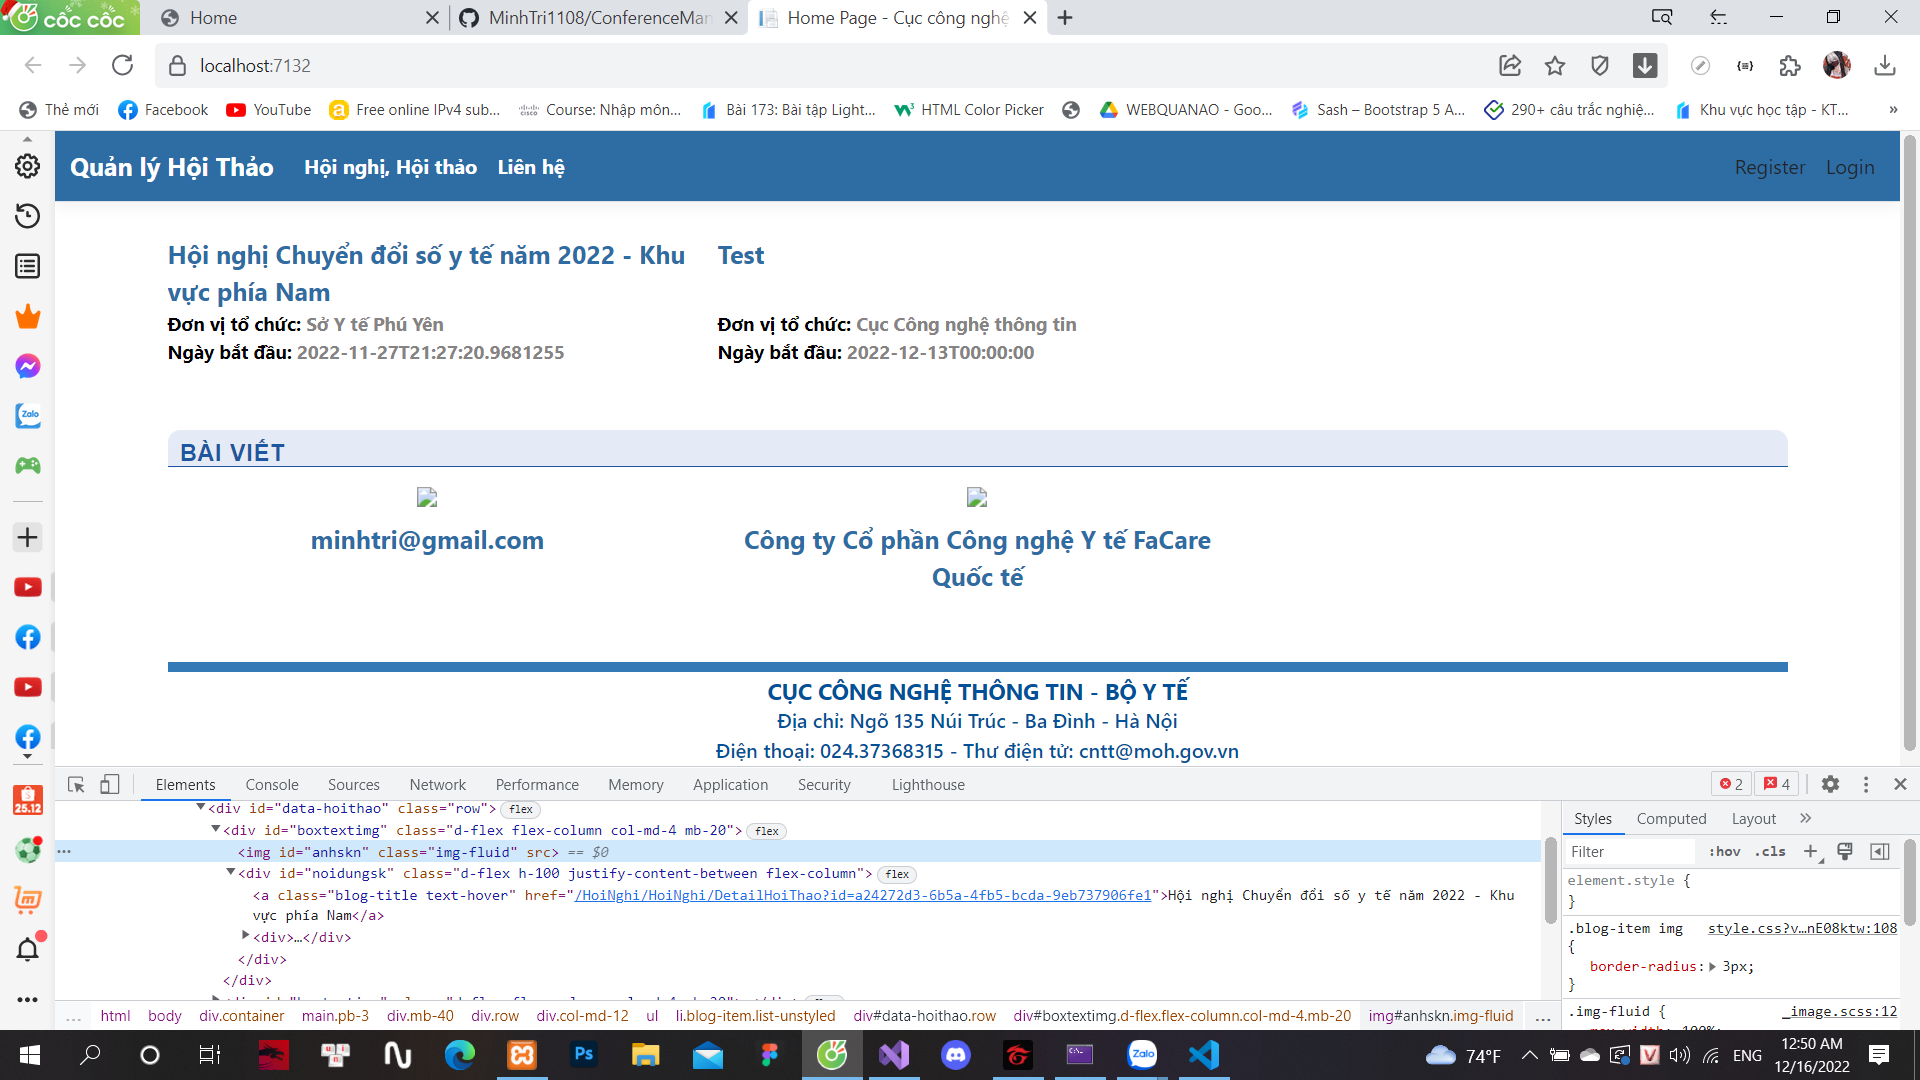 cốc cốc
Home
MinhTri1108/ConferenceMan
Home Page - Cục công nghệ
localhost:7132
Thẻ mới
Facebook
YouTube
Free online IPv4 sub...
Course: Nhập môn...
Bài 173: Bài tập Light...
HTML Color Picker
WEBQUANAO - Goo...
Sash – Bootstrap 5 A...
290+ câu trắc nghiệ...
Khu vực học tập - KT...
»
Quản lý Hội Thảo
Hội nghị, Hội thảo
Liên hệ
Register
Login
Hội nghị Chuyển đổi số y tế năm 2022 - Khu
vực phía Nam
Đơn vị tổ chức: Sở Y tế Phú Yên
Ngày bắt đầu: 2022-11-27T21:27:20.9681255
Test
Đơn vị tổ chức: Cục Công nghệ thông tin
Ngày bắt đầu: 2022-12-13T00:00:00
BÀI VIẾT
minhtri@gmail.com
Công ty Cổ phần Công nghệ Y tế FaCare
Quốc tế
CỤC CÔNG NGHỆ THÔNG TIN - BỘ Y TẾ
Địa chỉ: Ngõ 135 Núi Trúc - Ba Đình - Hà Nội
Điện thoại: 024.37368315 - Thư điện tử: cntt@moh.gov.vn
Zalo
25.12
Elements
Console
Sources
Network
Performance
Memory
Application
Security
Lighthouse
2
4
<div id="data-hoithao" class="row"> flex
<div id="boxtextimg" class="d-flex flex-column col-md-4 mb-20"> flex
<img id="anhskn" class="img-fluid" src> == $0
<div id="noidungsk" class="d-flex h-100 justify-content-between flex-column"> flex
<a class="blog-title text-hover" href="/HoiNghi/HoiNghi/DetailHoiThao?id=a24272d3-6b5a-4fb5-bcda-9eb737906fe1">Hội nghị Chuyển đổi số y tế năm 2022 - Khu
vực phía Nam</a>
<div>…</div>
</div>
</div>
... html body div.container main.pb-3 div.mb-40 div.row div.col-md-12 ul li.blog-item.list-unstyled div#data-hoithao.row div#boxtextimg.d-flex.flex-column.col-md-4.mb-20 img#anhskn.img-fluid ...
Styles
Computed
Layout
»
Filter
:hov
.cls
element.style {
}
.blog-item img
style.css?v…nE08ktw:108
{
border-radius: 3px;
}
.img-fluid {
_image.scss:12
max-width: 100%;
Ps
Zalo
74°F
ENG
12:50 AM
12/16/2022